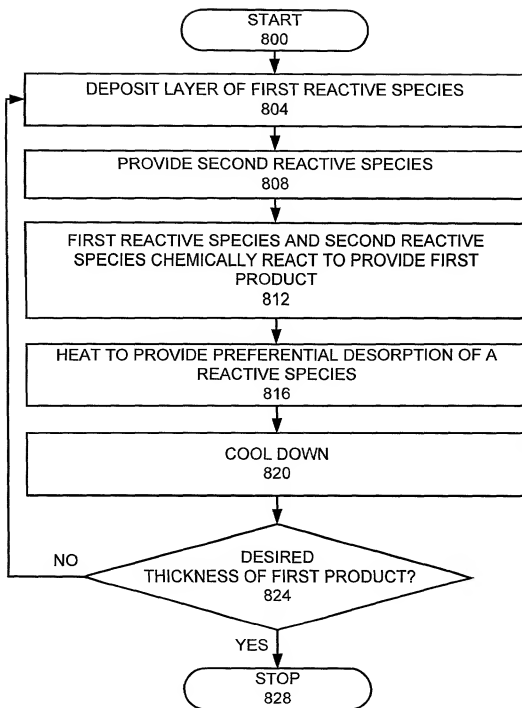 START
800
DEPOSIT LAYER OF FIRST REACTIVE SPECIES
804
PROVIDE SECOND REACTIVE SPECIES
808
FIRST REACTIVE SPECIES AND SECOND REACTIVE
SPECIES CHEMICALLY REACT TO PROVIDE FIRST
PRODUCT
812
HEAT TO PROVIDE PREFERENTIAL DESORPTION OF A
REACTIVE SPECIES
816
COOL DOWN
820
NO
DESIRED
THICKNESS OF FIRST PRODUCT?
824
YES
STOP
828